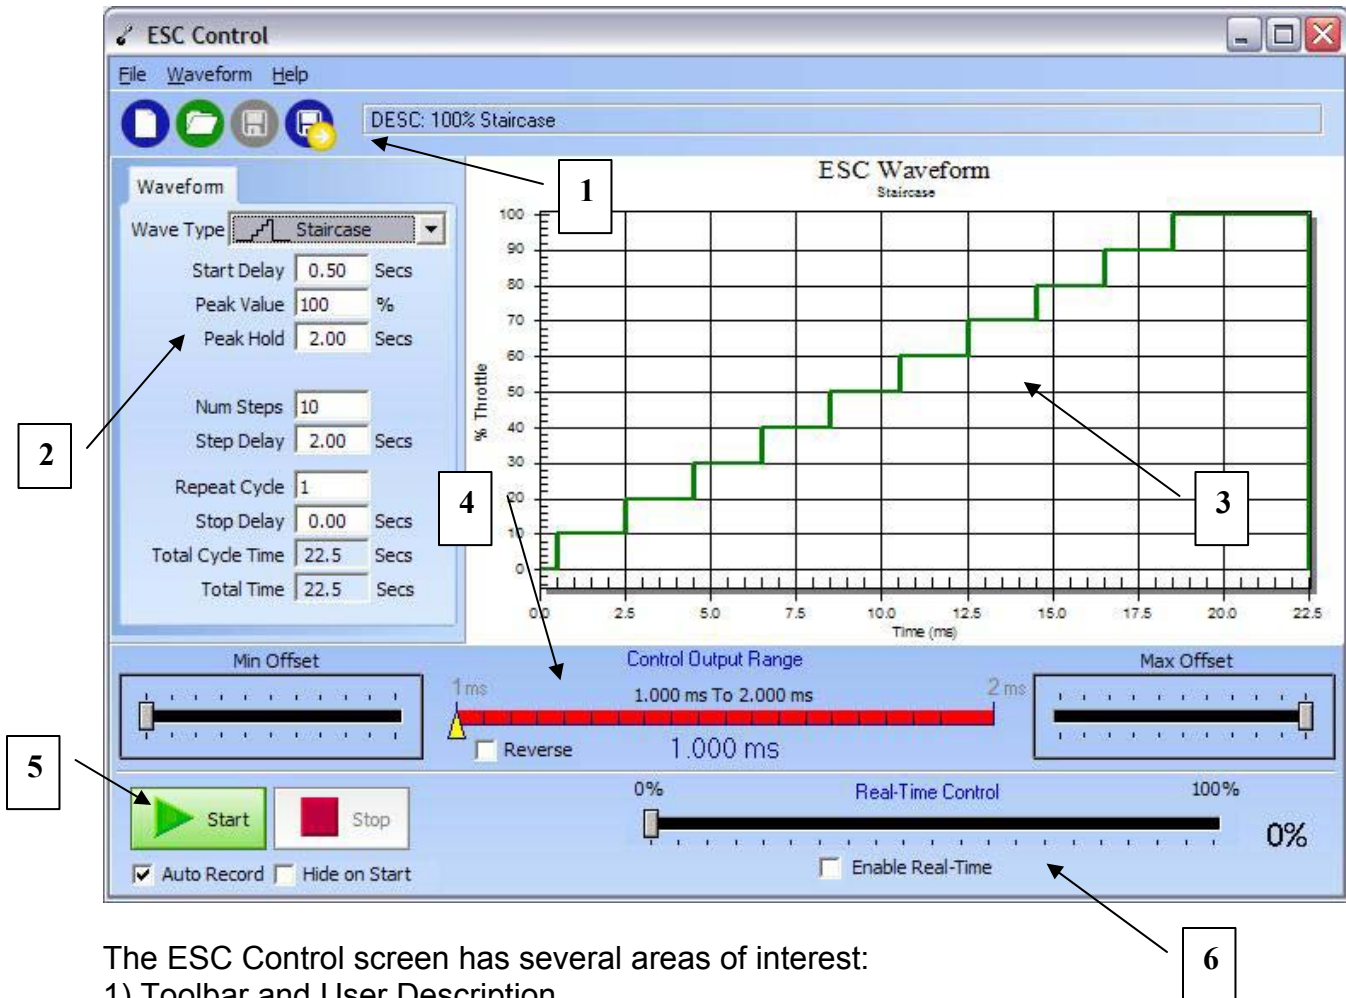 ESC Control
File Waveform Help
DESC: 100% Staircase
1
Waveform
Wave Type Staircase
Start Delay 0.50 Secs
Peak Value 100 %
Peak Hold 2.00 Secs
Num Steps 10
Step Delay 2.00 Secs
Repeat Cycle 1
Stop Delay 0.00 Secs
Total Cycle Time 22.5 Secs
Total Time 22.5 Secs
2
ESC Waveform
Staircase
% Throttle
100
90
80
70
60
50
40
30
20
10
0
0.0 2.5 5.0 7.5 10.0 12.5 15.0 17.5 20.0 22.5
Time (ms)
3
4
Min Offset
Control Output Range
Max Offset
1 ms
1.000 ms To 2.000 ms
2 ms
Reverse
1.000 ms
5
Start
Stop
Auto Record
Hide on Start
0%
Real-Time Control
100%
0%
Enable Real-Time
6
The ESC Control screen has several areas of interest:
1) Toolbar and User Description